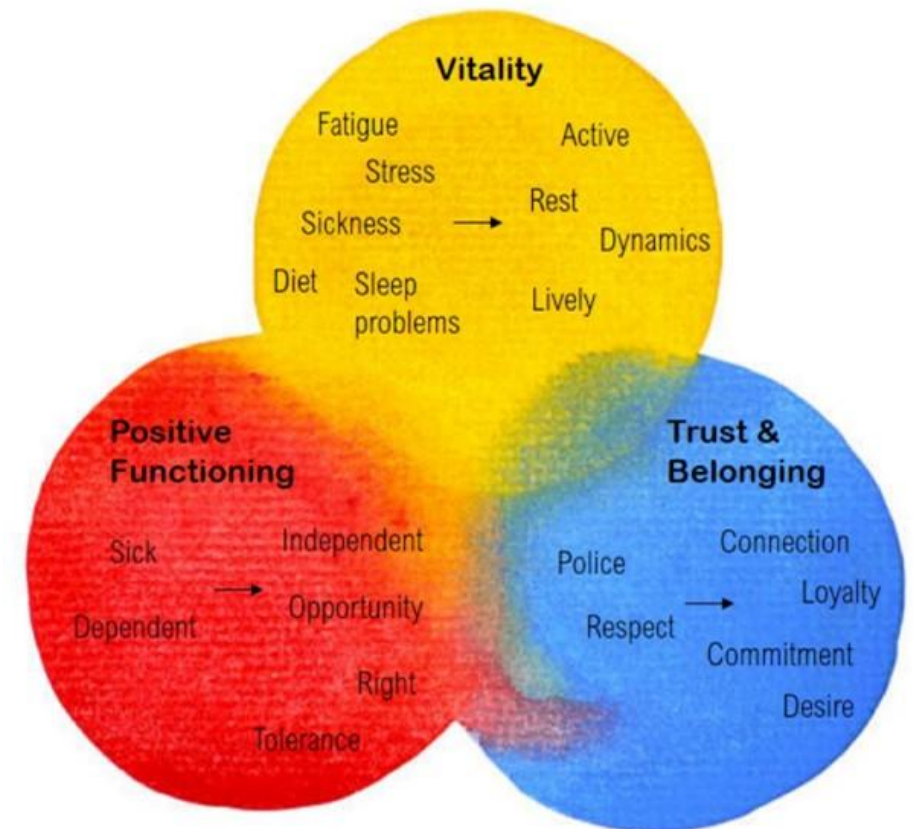 Vitality
Fatigue
Active
Stress
Rest
Sickness
Dynamics
Diet
Sleep
problems
Lively
Positive
Functioning
Sick
Independent
Dependent
Opportunity
Right
Tolerance
Trust &
Belonging
Police
Connection
Loyalty
Respect
Commitment
Desire